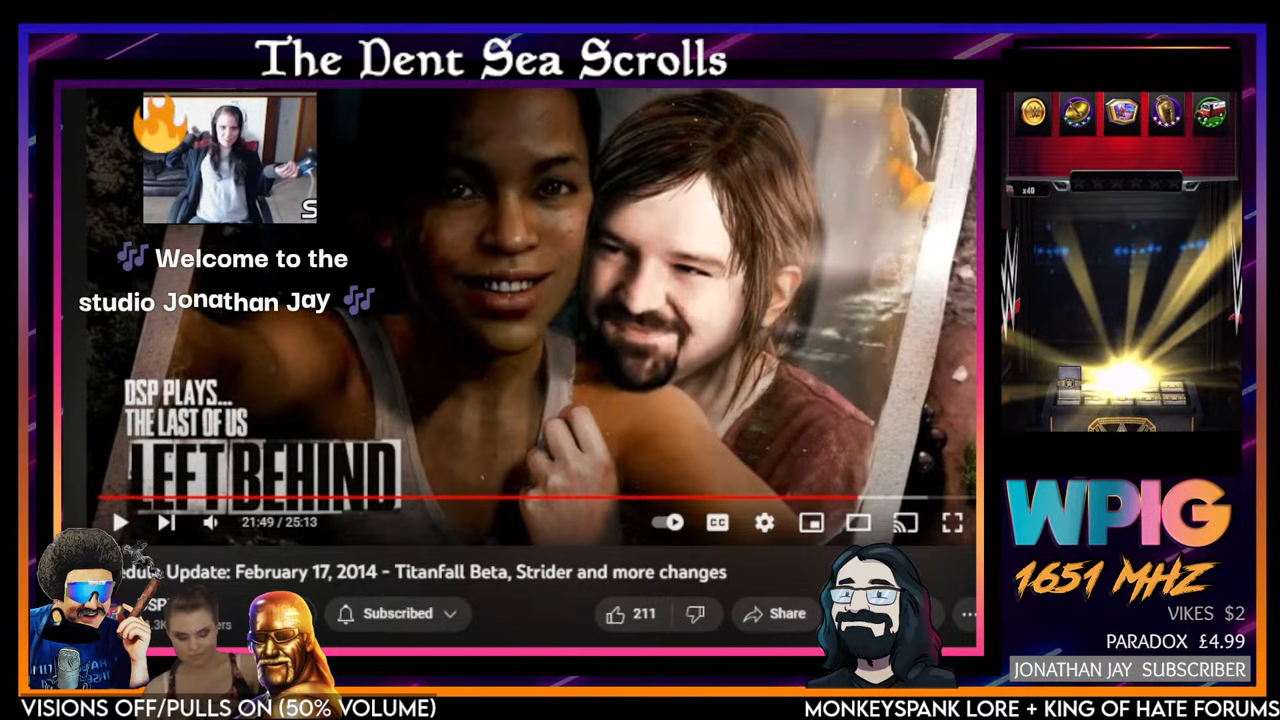 The Dent Sea Scrolls
S
🎶 Welcome to the
studio Jonathan Jay 🎶
DSP PLAYS...
THE LAST OF US
LEFT BEHIND
21:49 / 25:13
CC
Update: February 17, 2014 - Titanfall Beta, Strider and more changes
Subscribed
211
Share
x40
WPIG
1651 MHZ
VIKES $2
PARADOX £4.99
JONATHAN JAY SUBSCRIBER
VISIONS OFF/PULLS ON (50% VOLUME)
MONKEYSPANK LORE + KING OF HATE FORUMS